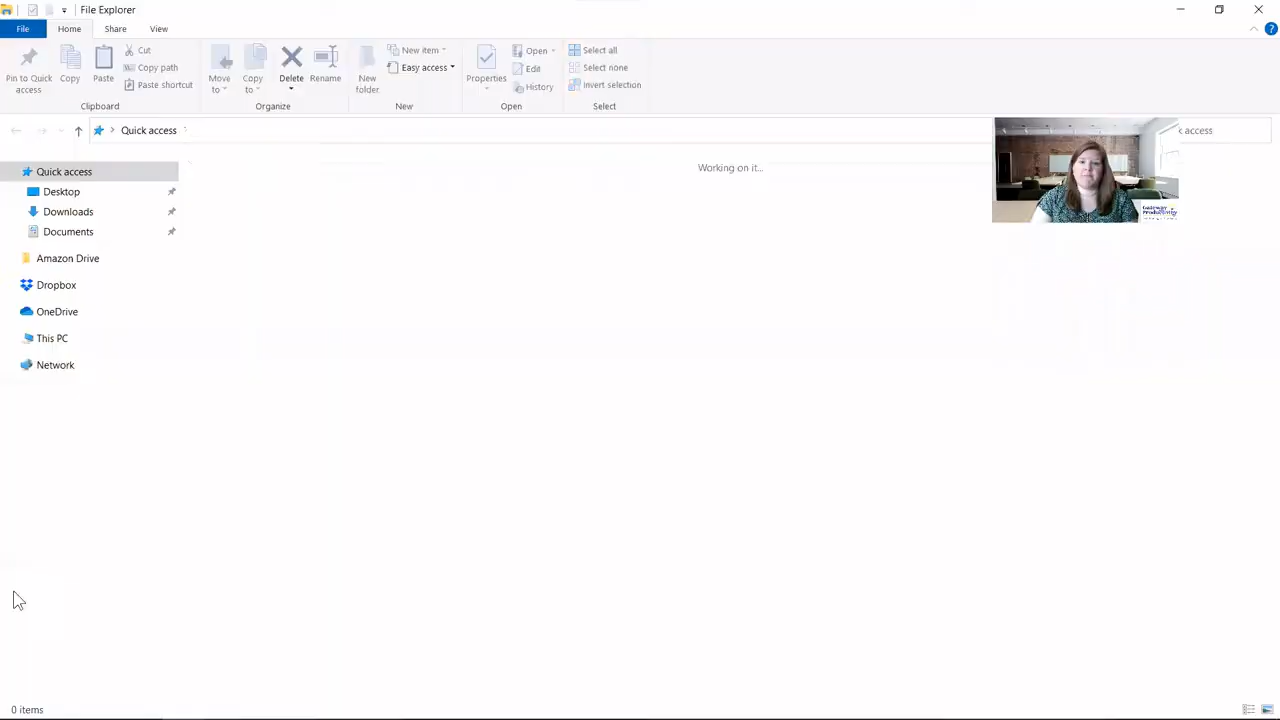 File Explorer
File
Home
Share
View
Pin to Quick access
Copy
Paste
Cut
Copy path
Paste shortcut
Clipboard
Move to
Copy to
Delete
Rename
Organize
New folder
New item
Easy access
New
Properties
Open
Edit
History
Open
Select all
Select none
Invert selection
Select
Quick access
access
Quick access
Desktop
Downloads
Documents
Amazon Drive
Dropbox
OneDrive
This PC
Network
Working on it...
Gateway
Productivity
0 items